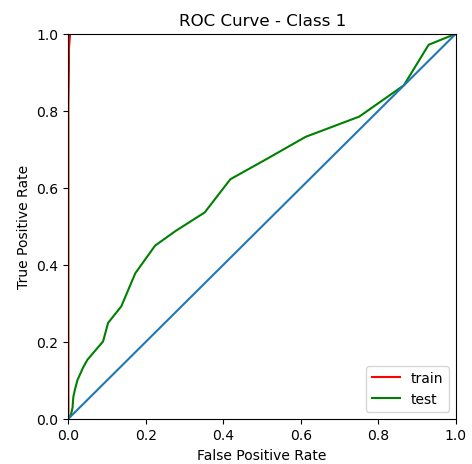 ROC Curve - Class 1
True Positive Rate
1.0
0.8
0.6
0.4
0.2
0.0
train
test
0.0 0.2 0.4 0.6 0.8 1.0
False Positive Rate